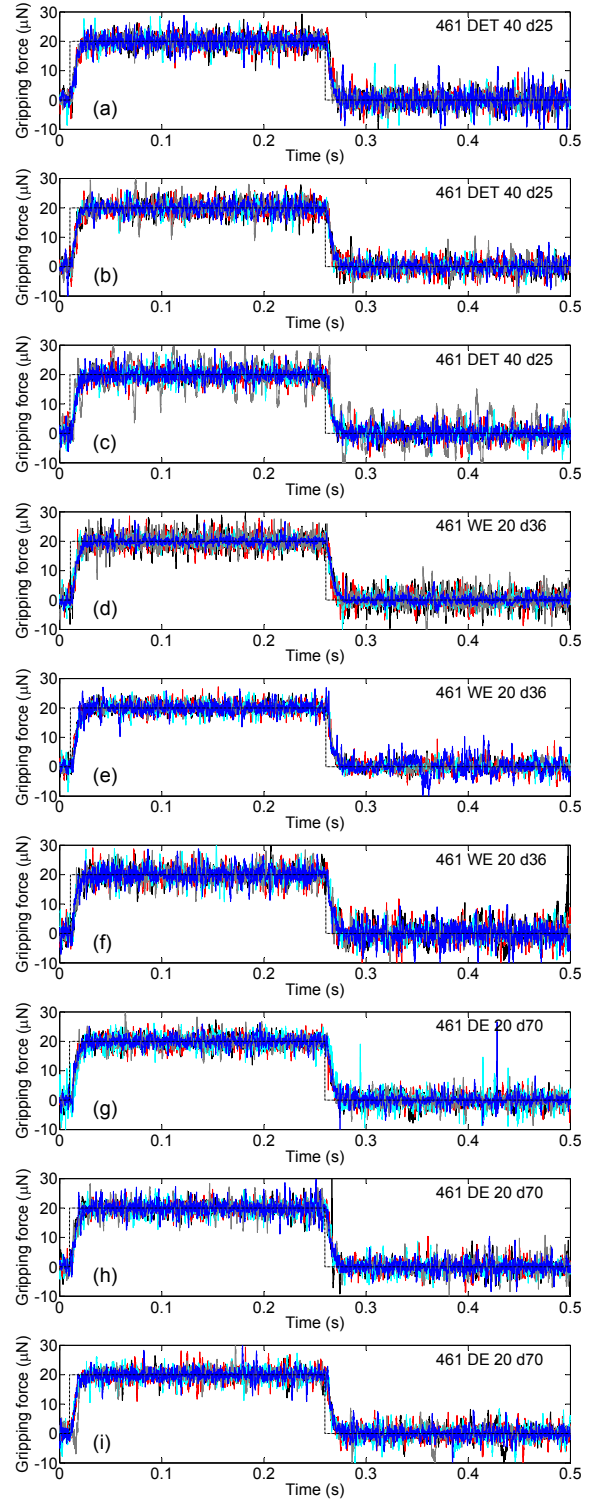 461 DET 40 d25
30
20
10
0
-10
Gripping force (μN)
(a)
0 0.1 0.2 0.3 0.4 0.5
Time (s)
461 DET 40 d25
30
20
10
0
-10
Gripping force (μN)
(b)
0 0.1 0.2 0.3 0.4 0.5
Time (s)
461 DET 40 d25
30
20
10
0
-10
Gripping force (μN)
(c)
0 0.1 0.2 0.3 0.4 0.5
Time (s)
461 WE 20 d36
30
20
10
0
-10
Gripping force (μN)
(d)
0 0.1 0.2 0.3 0.4 0.5
Time (s)
461 WE 20 d36
30
20
10
0
-10
Gripping force (μN)
(e)
0 0.1 0.2 0.3 0.4 0.5
Time (s)
461 WE 20 d36
30
20
10
0
-10
Gripping force (μN)
(f)
0 0.1 0.2 0.3 0.4 0.5
Time (s)
461 DE 20 d70
30
20
10
0
-10
Gripping force (μN)
(g)
0 0.1 0.2 0.3 0.4 0.5
Time (s)
461 DE 20 d70
30
20
10
0
-10
Gripping force (μN)
(h)
0 0.1 0.2 0.3 0.4 0.5
Time (s)
461 DE 20 d70
30
20
10
0
-10
Gripping force (μN)
(i)
0 0.1 0.2 0.3 0.4 0.5
Time (s)